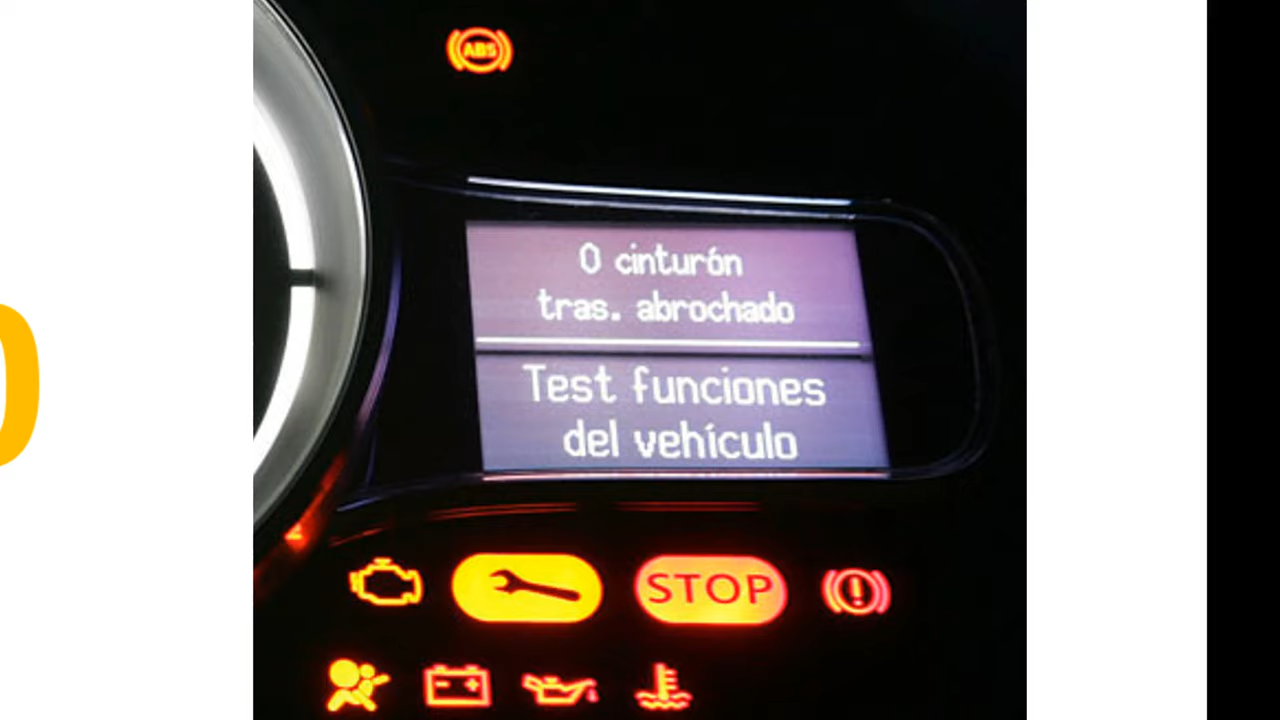 ABS
0 cinturón
tras. abrochado
Test funciones
del vehículo
STOP